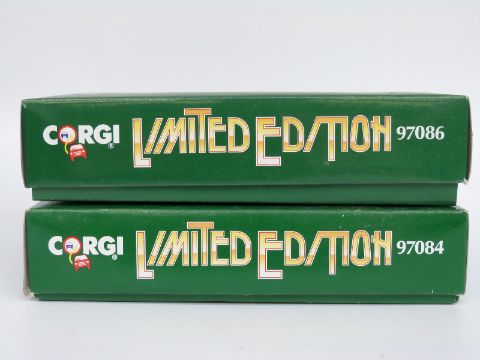 CORGI® LIMITED EDITION 97086
CORGI® LIMITED EDITION 97084